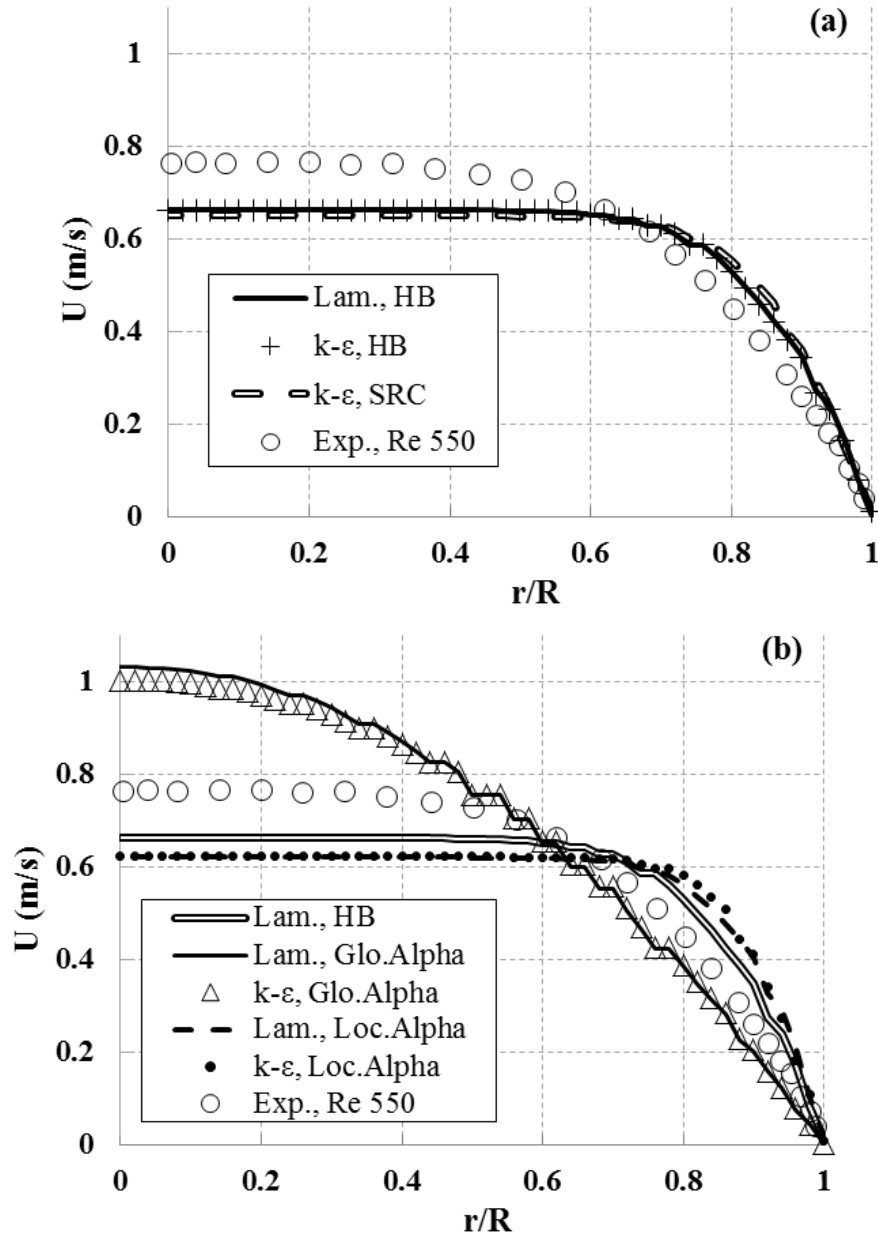 (a)
1
0.8
0.6
0.4
0.2
0
U (m/s)
Lam., HB
k-ε, HB
k-ε, SRC
Exp., Re 550
0 0.2 0.4 0.6 0.8 1
r/R
(b)
1
0.8
0.6
0.4
0.2
0
U (m/s)
Lam., HB
Lam., Glo.Alpha
k-ε, Glo.Alpha
Lam., Loc.Alpha
k-ε, Loc.Alpha
Exp., Re 550
0 0.2 0.4 0.6 0.8 1
r/R